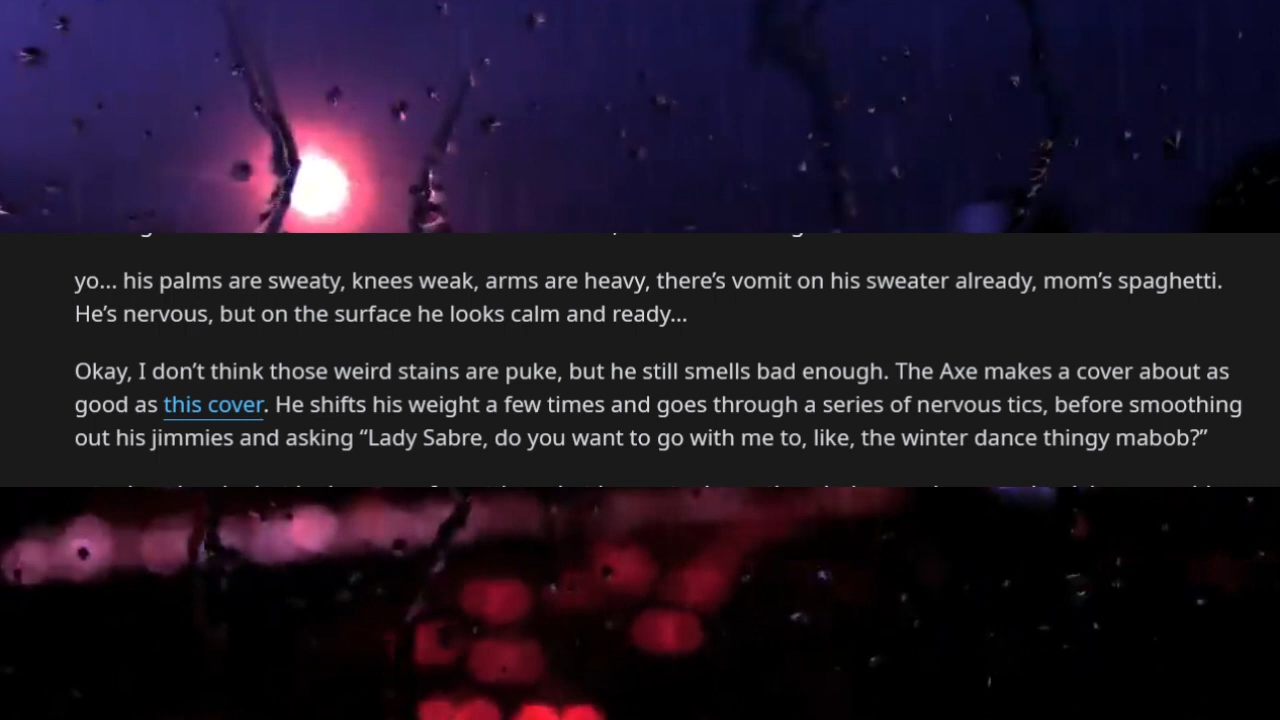 yo... his palms are sweaty, knees weak, arms are heavy, there’s vomit on his sweater already, mom’s spaghetti.
He’s nervous, but on the surface he looks calm and ready...
Okay, I don’t think those weird stains are puke, but he still smells bad enough. The Axe makes a cover about as
good as this cover. He shifts his weight a few times and goes through a series of nervous tics, before smoothing
out his jimmies and asking “Lady Sabre, do you want to go with me to, like, the winter dance thingy mabob?”